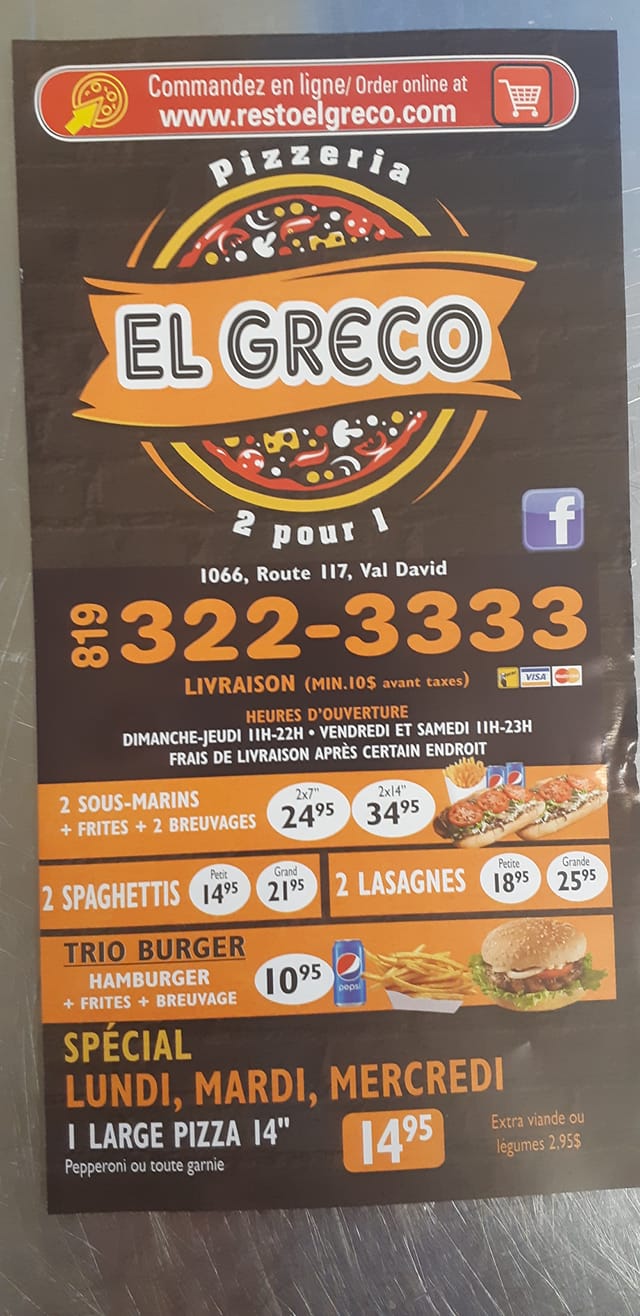 Commandez en ligne/ Order online at
www.restoelgreco.com
Pizzeria
EL GRECO
2 pour 1
f
1066, Route 117, Val David
819 322-3333
LIVRAISON (MIN.10$ avant taxes)
VISA
HEURES D'OUVERTURE
DIMANCHE-JEUDI 11H-22H • VENDREDI ET SAMEDI 11H-23H
FRAIS DE LIVRAISON APRÈS CERTAIN ENDROIT
2 SOUS-MARINS
+ FRITES + 2 BREUVAGES
2x7"
24⁹⁵
2x14"
34⁹⁵
2 SPAGHETTIS
Petit
14⁹⁵
Grand
21⁹⁵
2 LASAGNES
Petite
18⁹⁵
Grande
25⁹⁵
TRIO BURGER
HAMBURGER
+ FRITES + BREUVAGE
10⁹⁵
pepsi
SPÉCIAL
LUNDI, MARDI, MERCREDI
1 LARGE PIZZA 14"
Pepperoni ou toute garnie
14⁹⁵
Extra viande ou
légumes 2,95$